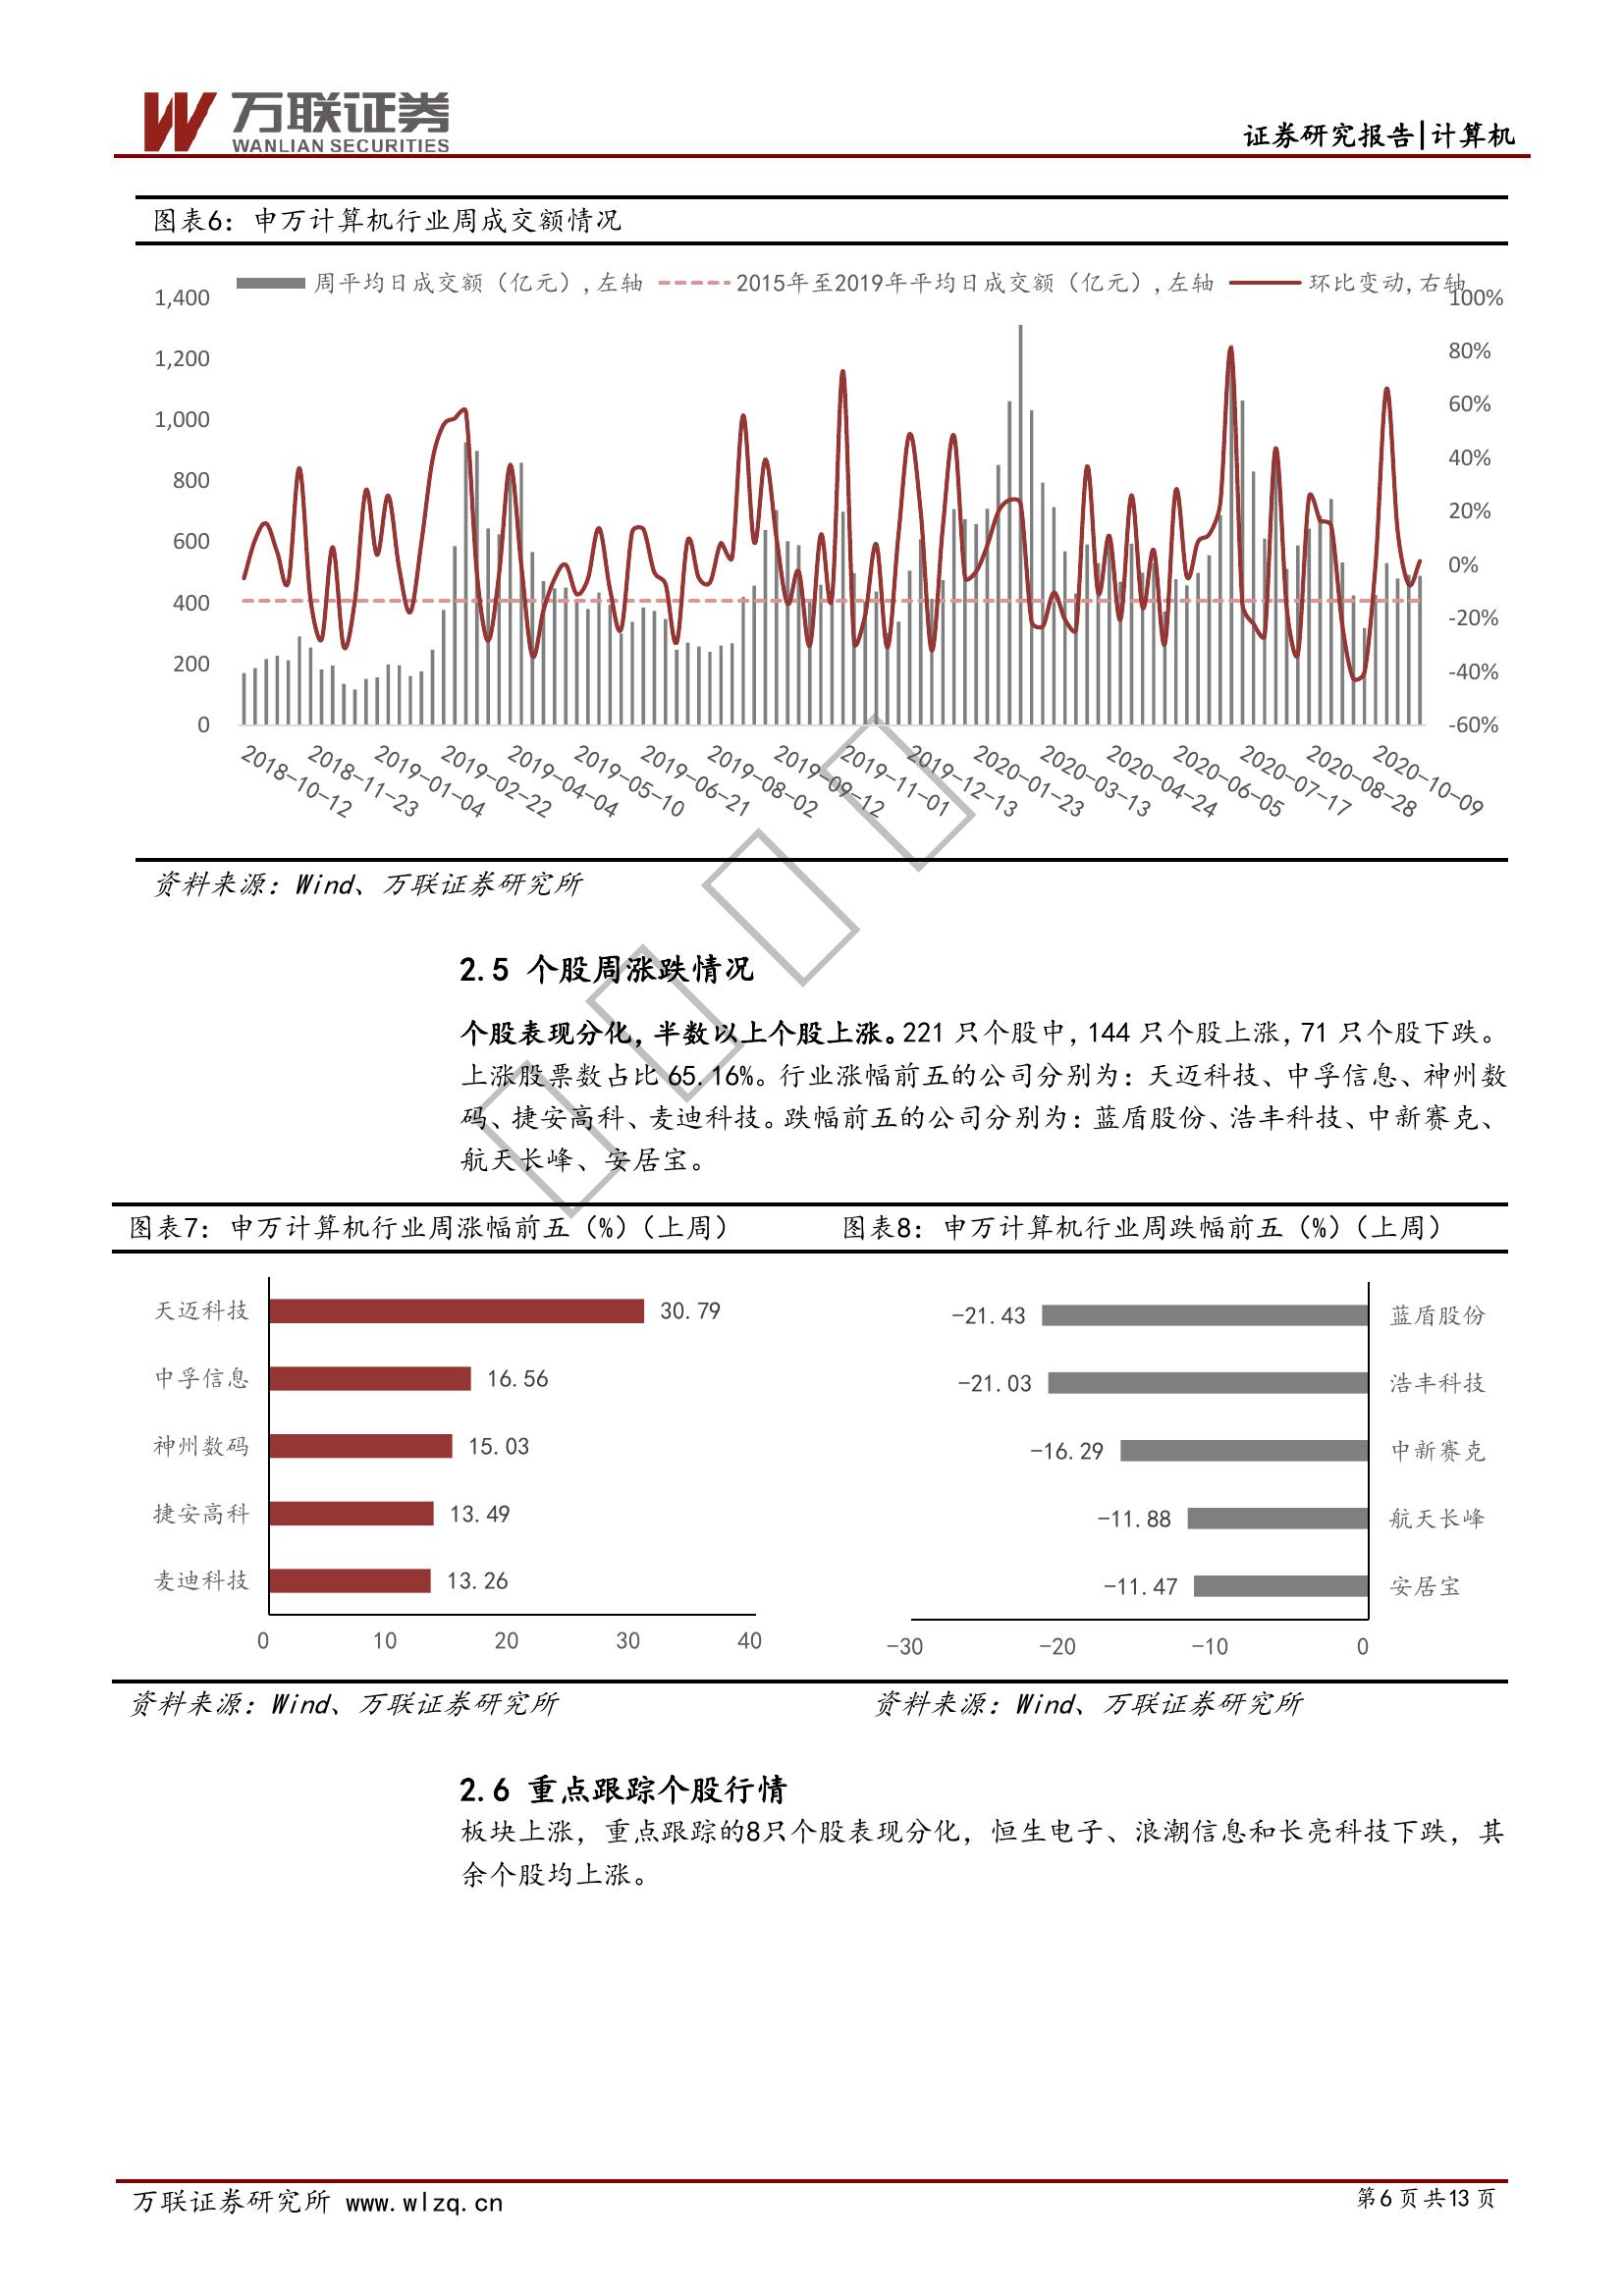 万联证券
WANLIAN SECURITIES
证券研究报告|计算机
图表6：申万计算机行业周成交额情况
周平均日成交额（亿元）,左轴 2015年至2019年平均日成交额（亿元）,左轴 环比变动,右轴
1,400
1,200
1,000
800
600
400
200
0
100%
80%
60%
40%
20%
0%
-20%
-40%
-60%
2018-10-12
2018-11-23
2019-01-04
2019-02-22
2019-04-04
2019-05-10
2019-06-21
2019-08-02
2019-09-12
2019-11-01
2019-12-13
2020-01-23
2020-03-13
2020-04-24
2020-06-05
2020-07-17
2020-08-28
2020-10-09
资料来源：Wind、万联证券研究所
2.5 个股周涨跌情况
个股表现分化，半数以上个股上涨。221 只个股中，144 只个股上涨，71 只个股下跌。
上涨股票数占比 65.16%。行业涨幅前五的公司分别为：天迈科技、中孚信息、神州数
码、捷安高科、麦迪科技。跌幅前五的公司分别为：蓝盾股份、浩丰科技、中新赛克、
航天长峰、安居宝。
图表7：申万计算机行业周涨幅前五（%）（上周）
天迈科技 30.79
中孚信息 16.56
神州数码 15.03
捷安高科 13.49
麦迪科技 13.26
0 10 20 30 40
资料来源：Wind、万联证券研究所
图表8：申万计算机行业周跌幅前五（%）（上周）
-21.43 蓝盾股份
-21.03 浩丰科技
-16.29 中新赛克
-11.88 航天长峰
-11.47 安居宝
-30 -20 -10 0
资料来源：Wind、万联证券研究所
2.6 重点跟踪个股行情
板块上涨，重点跟踪的8只个股表现分化，恒生电子、浪潮信息和长亮科技下跌，其
余个股均上涨。
万联证券研究所 www.wlzq.cn
第 6 页 共 13 页